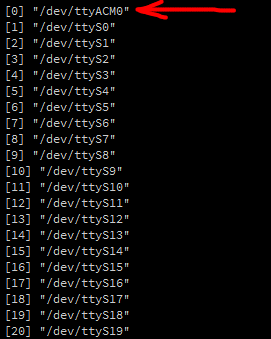 [0] "/dev/ttyACM0"
[1] "/dev/ttyS0"
[2] "/dev/ttyS1"
[3] "/dev/ttyS2"
[4] "/dev/ttyS3"
[5] "/dev/ttyS4"
[6] "/dev/ttyS5"
[7] "/dev/ttyS6"
[8] "/dev/ttyS7"
[9] "/dev/ttyS8"
[10] "/dev/ttyS9"
[11] "/dev/ttyS10"
[12] "/dev/ttyS11"
[13] "/dev/ttyS12"
[14] "/dev/ttyS13"
[15] "/dev/ttyS14"
[16] "/dev/ttyS15"
[17] "/dev/ttyS16"
[18] "/dev/ttyS17"
[19] "/dev/ttyS18"
[20] "/dev/ttyS19"